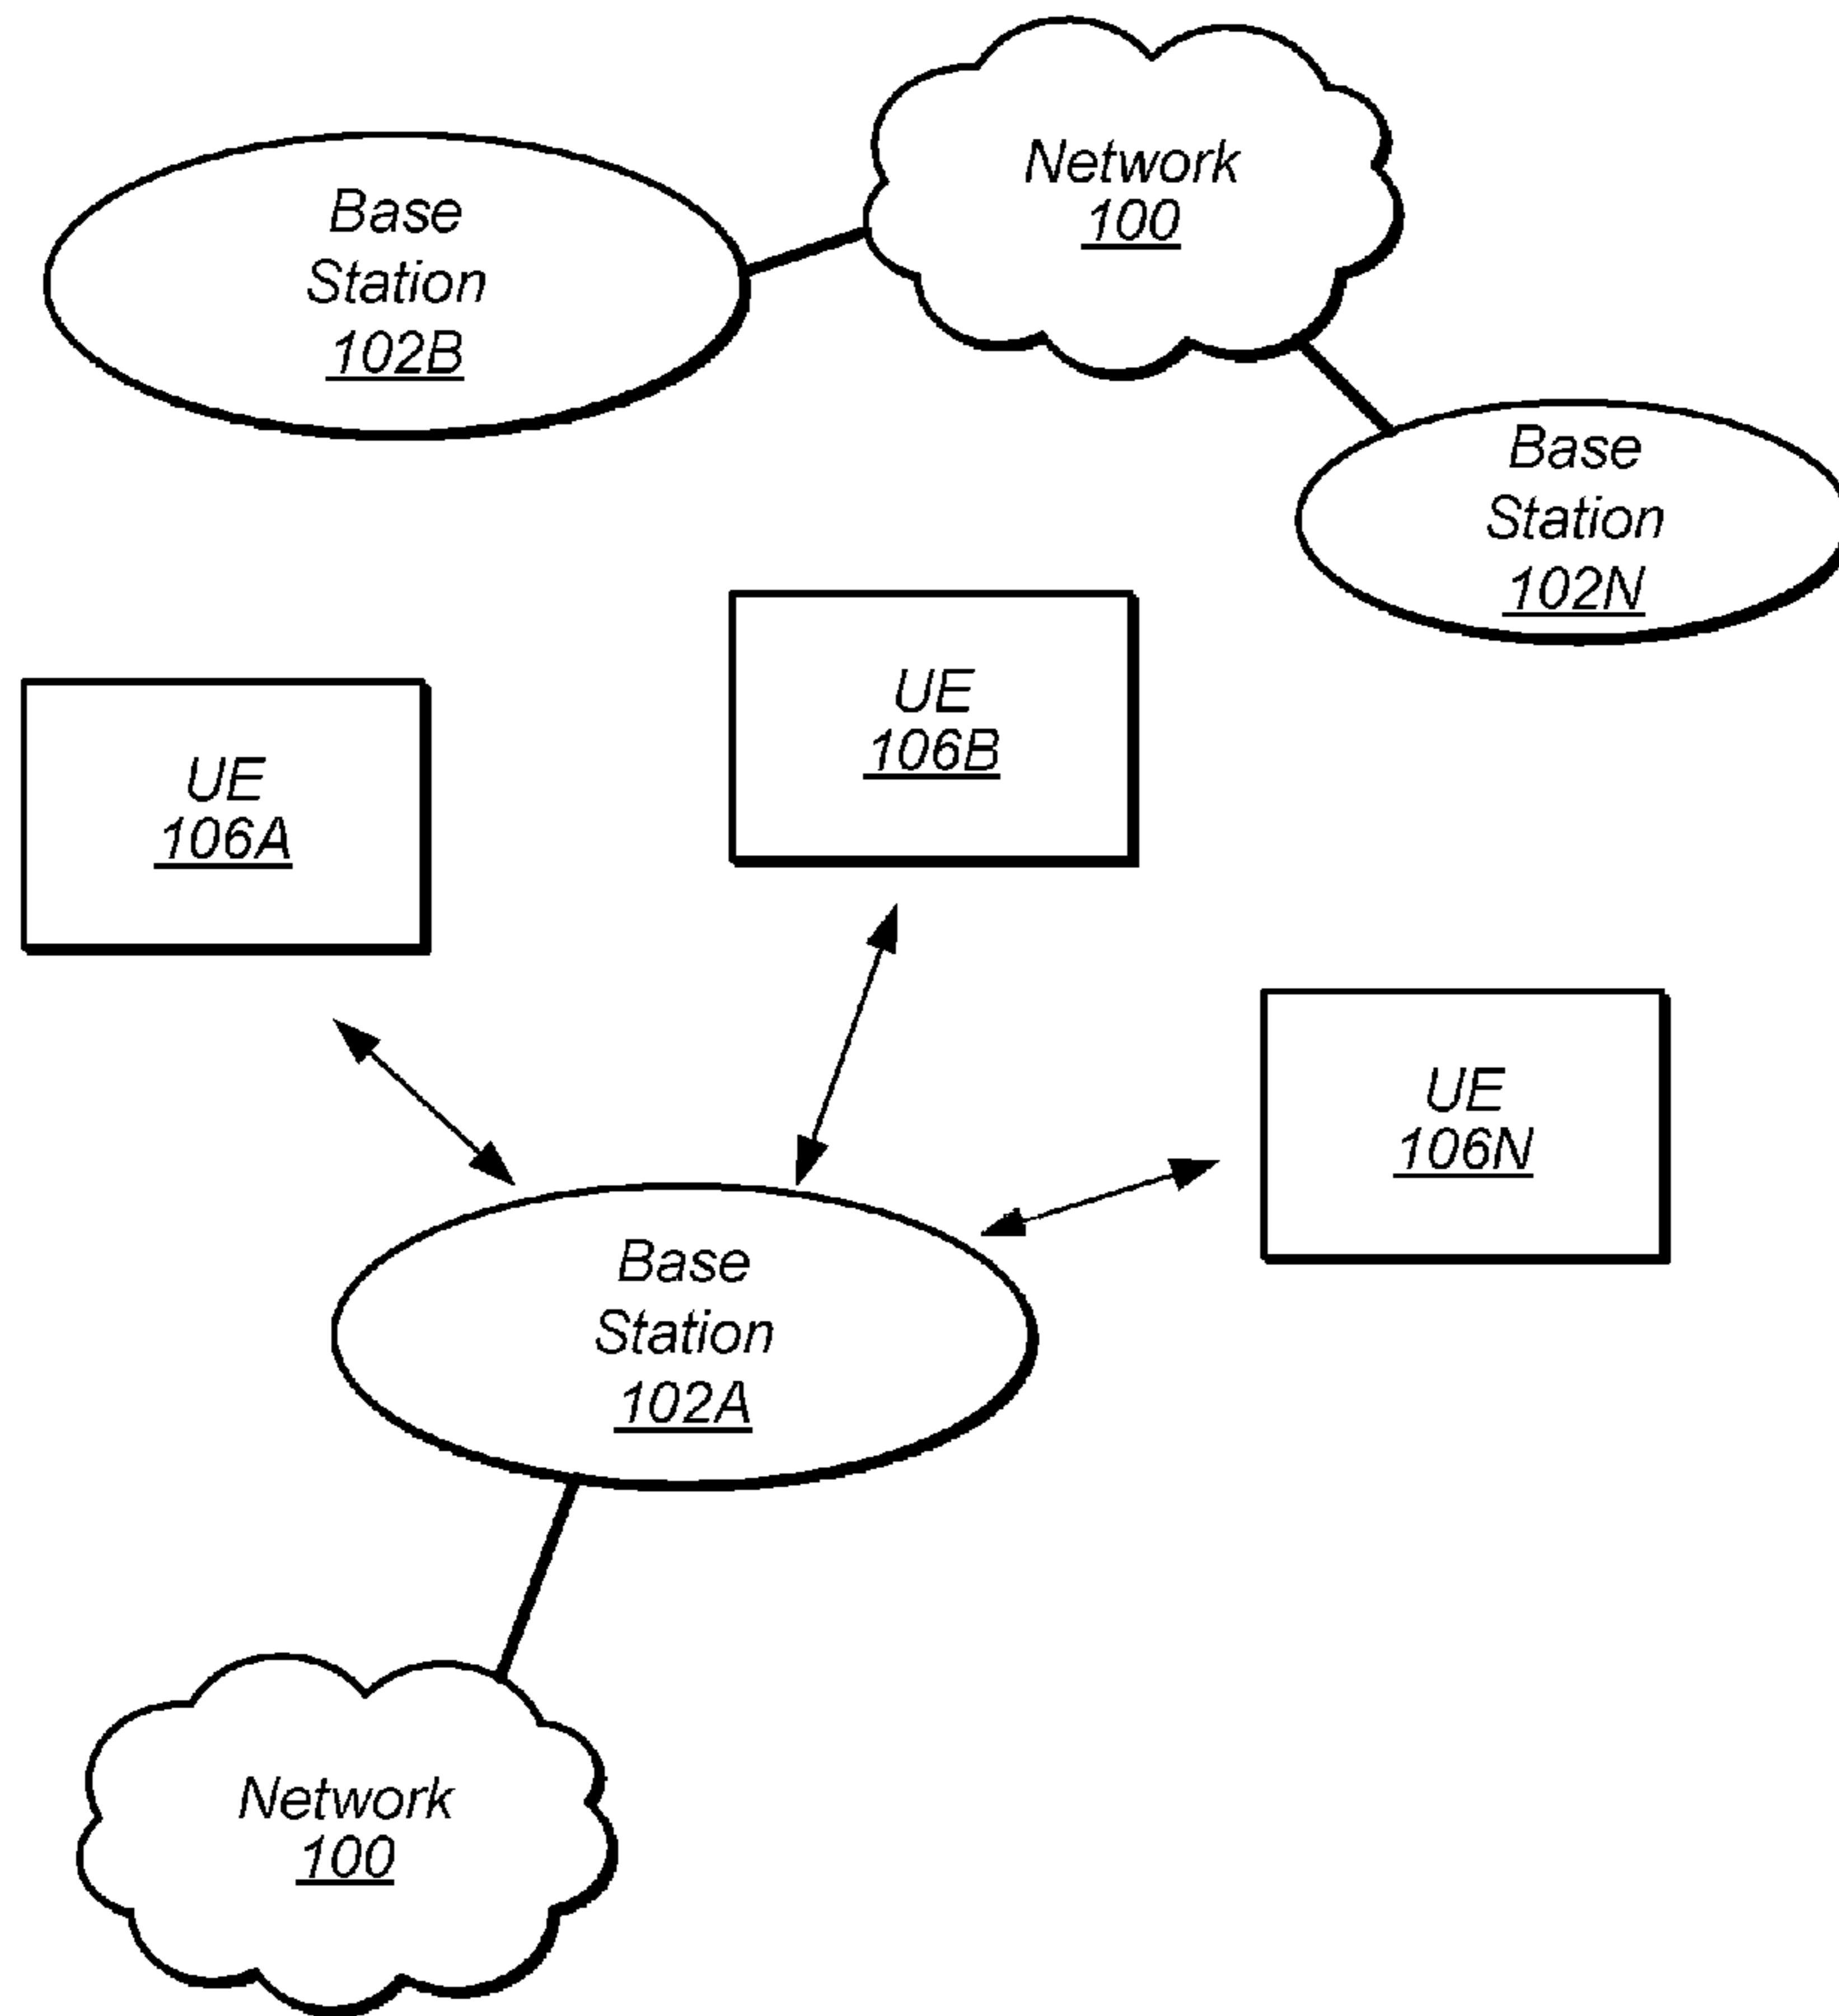 Network
100
Base
Station
102B
Base
Station
102N
UE
106B
UE
106A
UE
106N
Base
Station
102A
Network
100